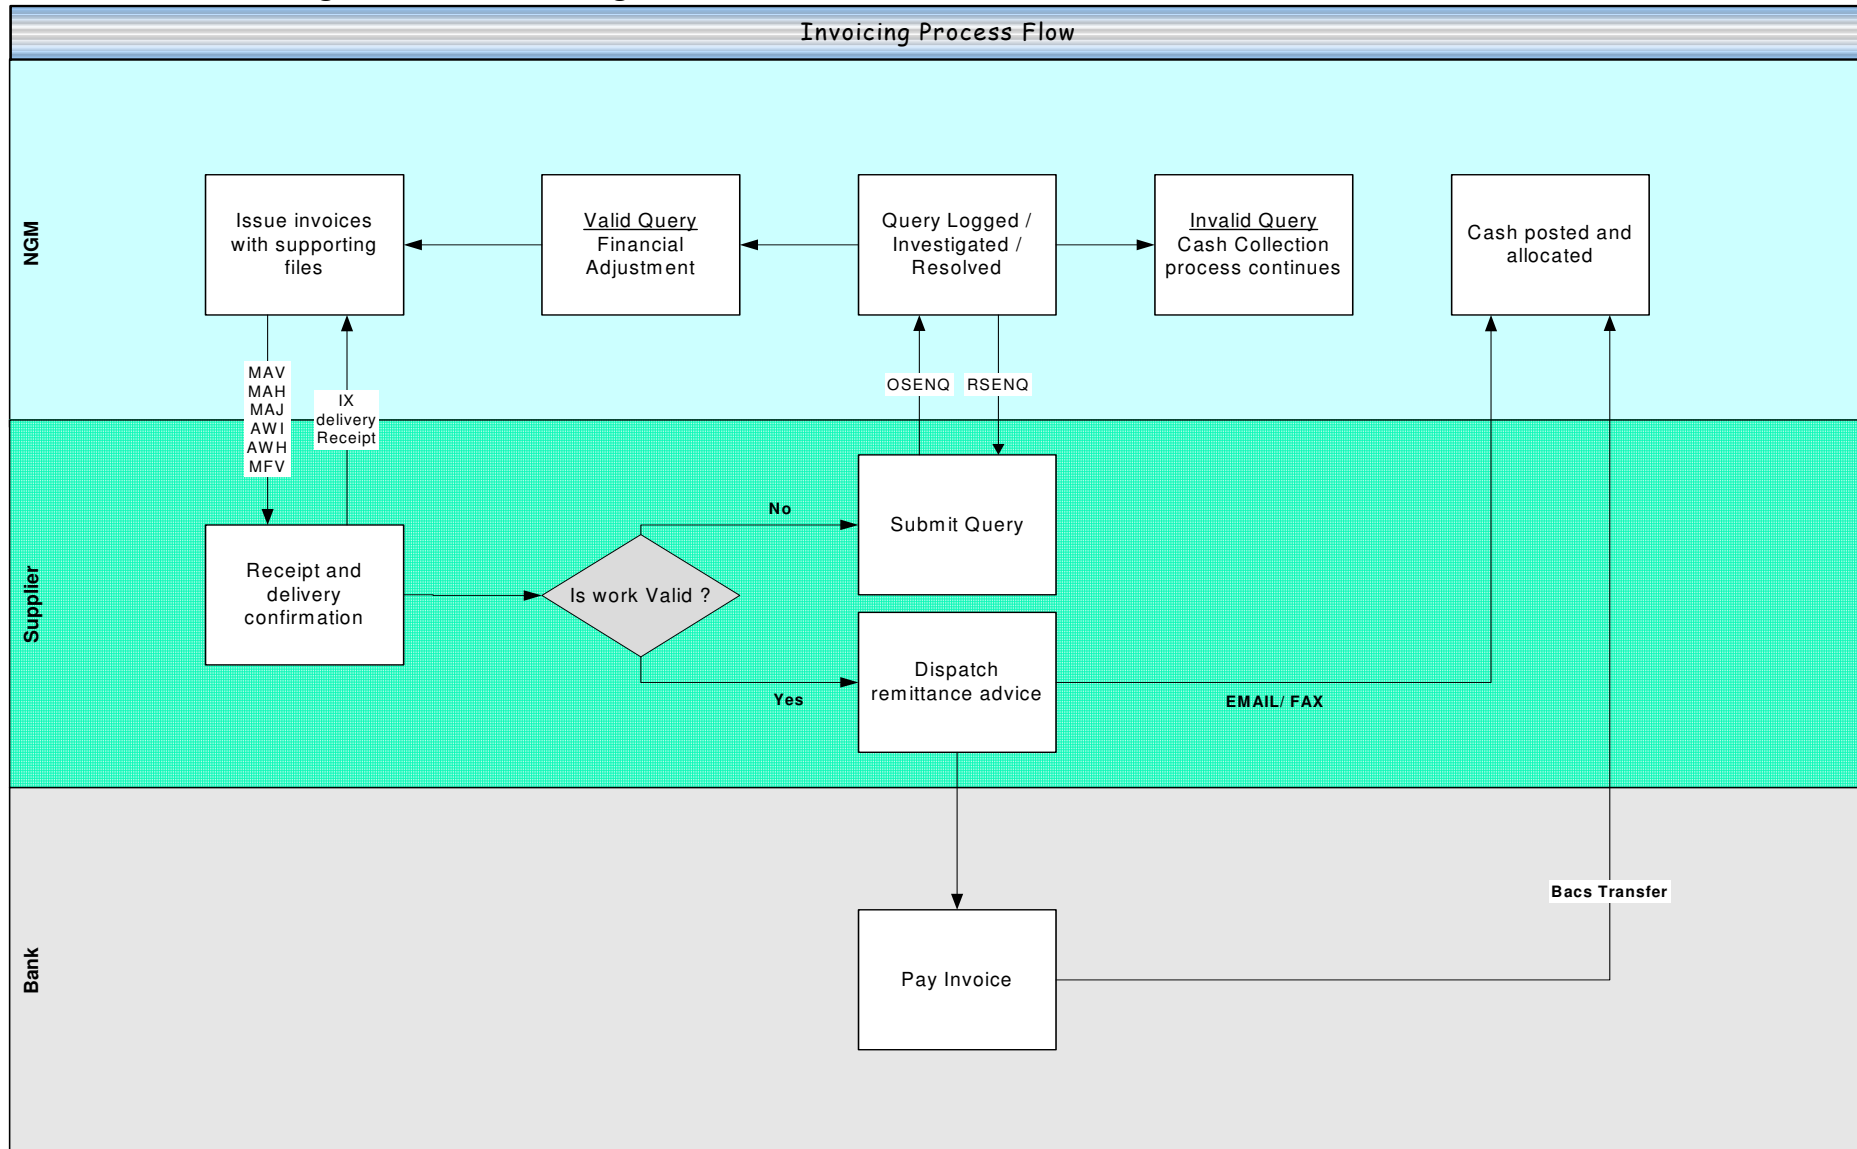 Invoicing Process Flow
NGM
Issue invoices
with supporting
files
Valid Query
Financial
Adjustment
Query Logged /
Investigated /
Resolved
Invalid Query
Cash Collection
process continues
Cash posted and
allocated
MAV
MAH
MAJ
AWI
AWH
MFV
IX
delivery
Receipt
OSENQ
RSENQ
Supplier
Receipt and
delivery
confirmation
Is work Valid ?
No
Submit Query
Yes
Dispatch
remittance advice
EMAIL/ FAX
Bank
Pay Invoice
Bacs Transfer